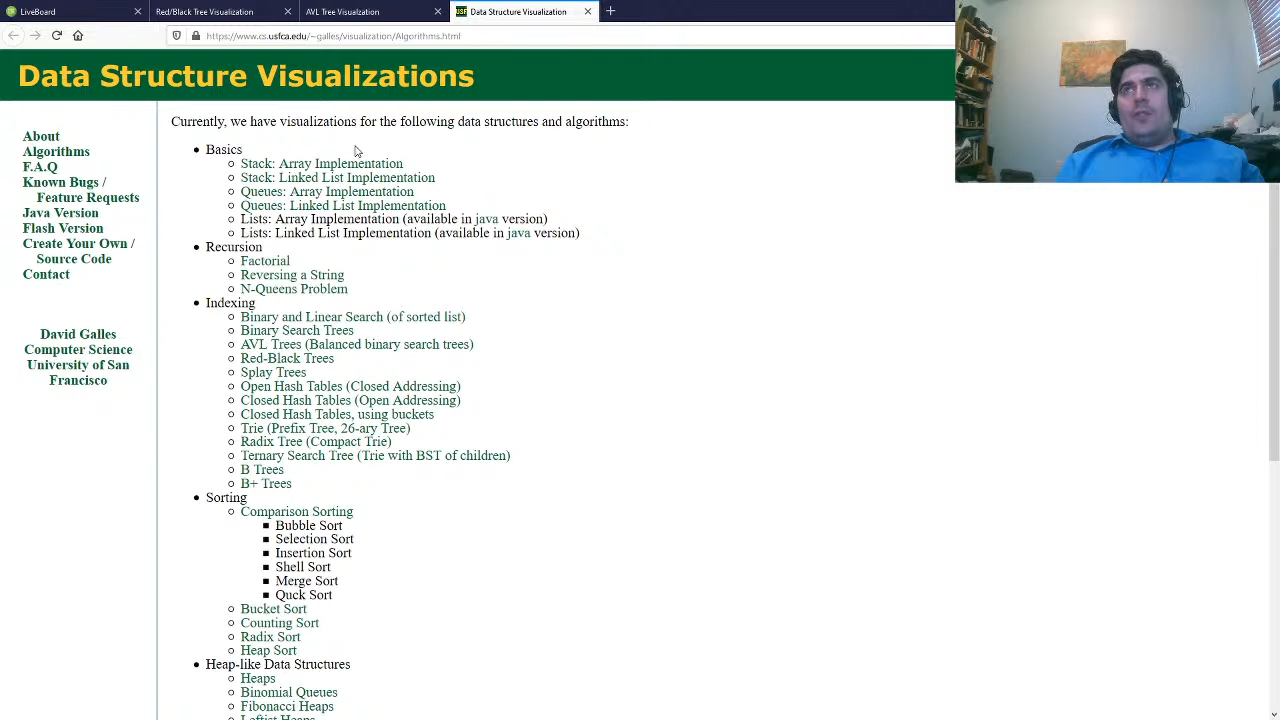 LiveBoard
Red/Black Tree Visualization
AVL Tree Visualization
Data Structure Visualization
https://www.cs.usfca.edu/~galles/visualization/Algorithms.html
Data Structure Visualizations
About
Algorithms
F.A.Q
Known Bugs /
Feature Requests
Java Version
Flash Version
Create Your Own /
Source Code
Contact
David Galles
Computer Science
University of San
Francisco
Currently, we have visualizations for the following data structures and algorithms:
Basics
Stack: Array Implementation
Stack: Linked List Implementation
Queues: Array Implementation
Queues: Linked List Implementation
Lists: Array Implementation (available in java version)
Lists: Linked List Implementation (available in java version)
Recursion
Factorial
Reversing a String
N-Queens Problem
Indexing
Binary and Linear Search (of sorted list)
Binary Search Trees
AVL Trees (Balanced binary search trees)
Red-Black Trees
Splay Trees
Open Hash Tables (Closed Addressing)
Closed Hash Tables (Open Addressing)
Closed Hash Tables, using buckets
Trie (Prefix Tree, 26-ary Tree)
Radix Tree (Compact Trie)
Ternary Search Tree (Trie with BST of children)
B Trees
B+ Trees
Sorting
Comparison Sorting
Bubble Sort
Selection Sort
Insertion Sort
Shell Sort
Merge Sort
Quck Sort
Bucket Sort
Counting Sort
Radix Sort
Heap Sort
Heap-like Data Structures
Heaps
Binomial Queues
Fibonacci Heaps
Leftist Heaps